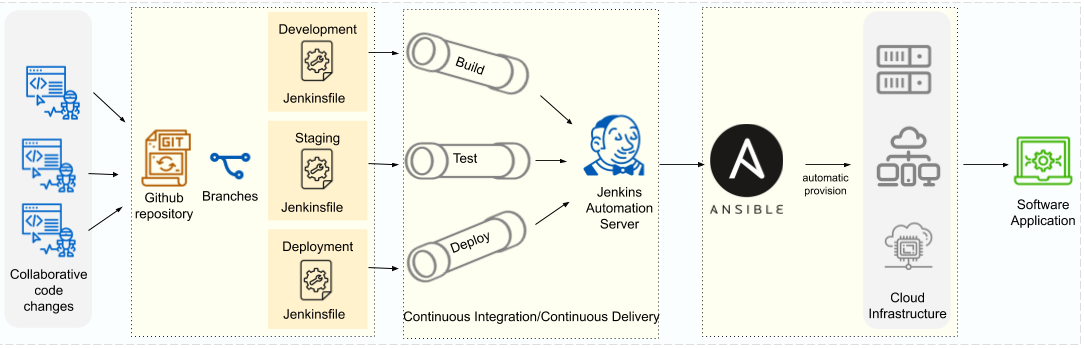 Collaborative
code
changes
GIT
Github
repository
Branches
Development
Jenkinsfile
Staging
Jenkinsfile
Deployment
Jenkinsfile
Build
Test
Deploy
Jenkins
Automation
Server
Continuous Integration/Continuous Delivery
ANSIBLE
automatic
provision
Cloud
Infrastructure
Software
Application